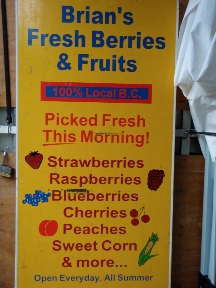 Brian's
Fresh Berries
& Fruits
100% Local B.C.
Picked Fresh
This Morning!
Strawberries
Raspberries
Blueberries
Cherries
Peaches
Sweet Corn
& more...
Open Everyday, All Summer